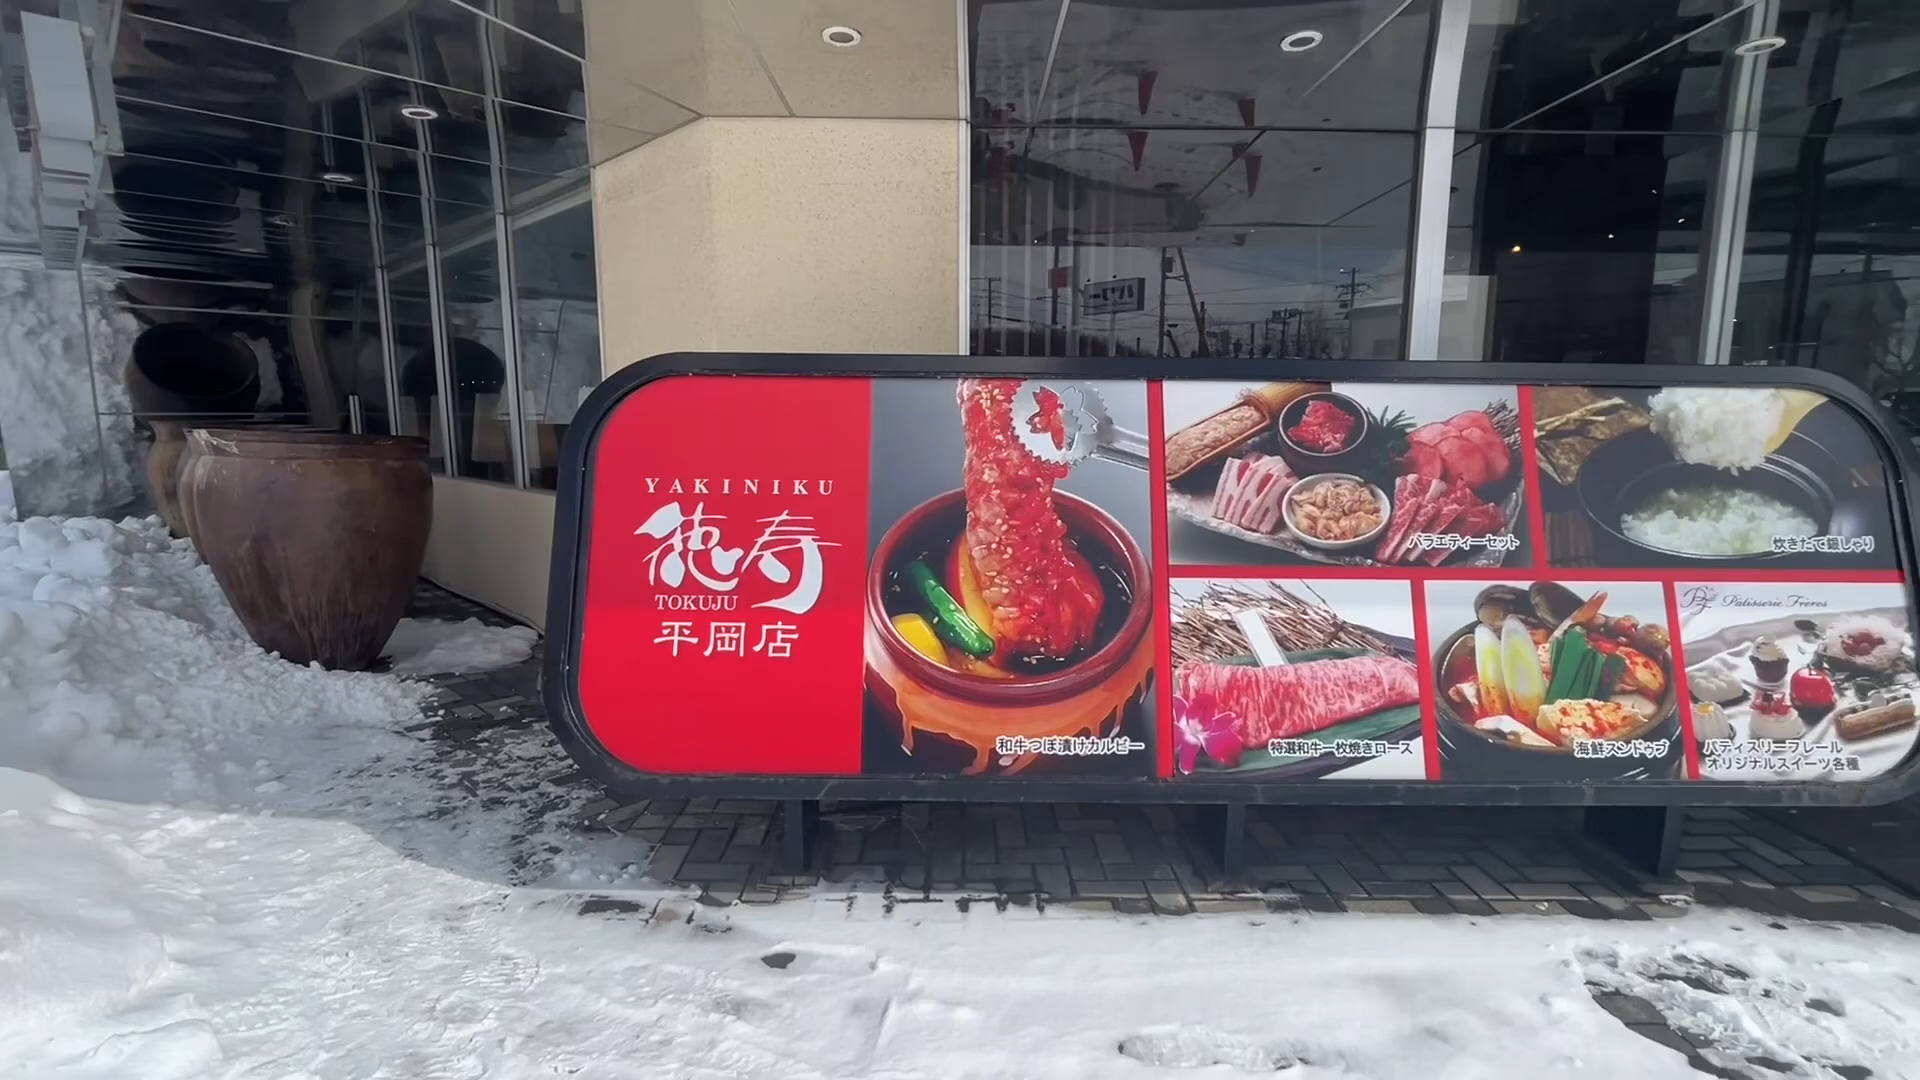 YAKINIKU
徳寿
TOKUJU
平岡店
和牛つぼ漬けカルビー
バラエティーセット
炊きたて銀しゃり
特選和牛一枚焼きロース
海鮮スンドゥブ
PF Pâtisserie Frères
パティスリーフレール
オリジナルスイーツ各種